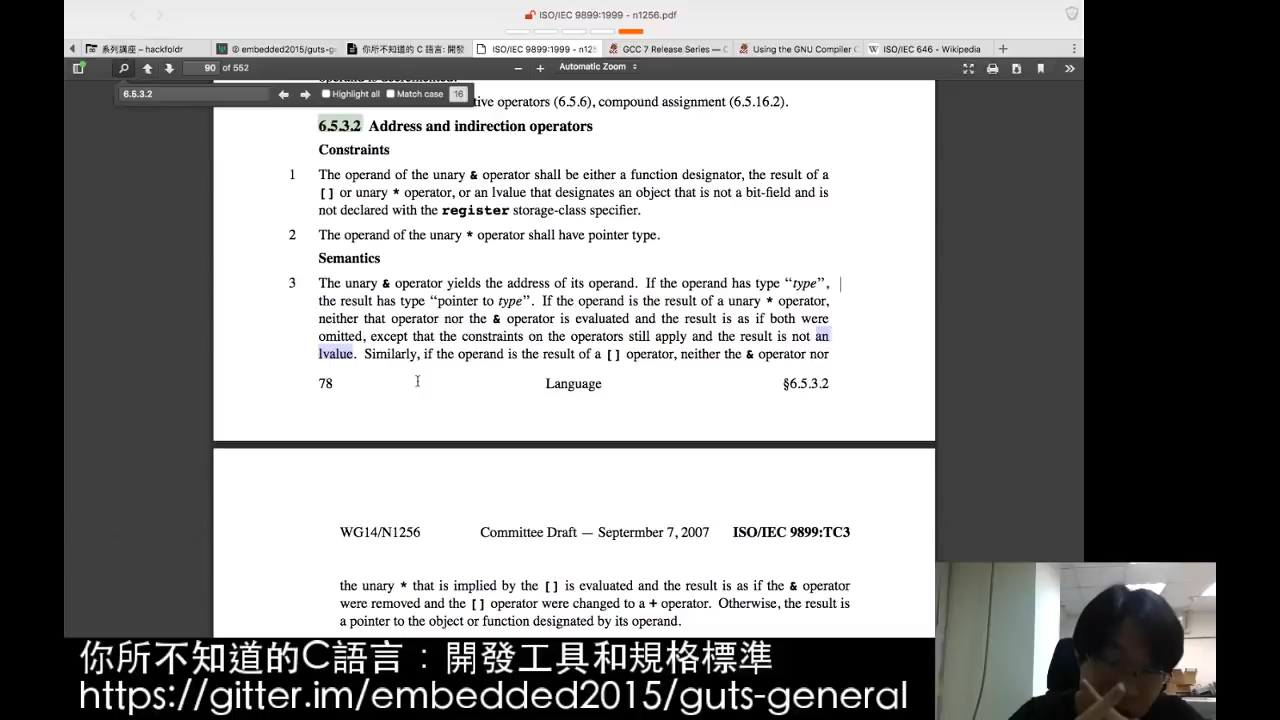 ISO/IEC 9899:1999 - n1256.pdf
系列講座 – hackfoldr
② embedded2015/guts-g
你所不知道的 C 語言: 開發
ISO/IEC 9899:1999 - n125
GCC 7 Release Series —
Using the GNU Compiler
W ISO/IEC 646 - Wikipedia
90 of 552
Automatic Zoom
6.5.3.2
Highlight all
Match case
16
tive operators (6.5.6), compound assignment (6.5.16.2).
6.5.3.2 Address and indirection operators
Constraints
1 The operand of the unary & operator shall be either a function designator, the result of a
[] or unary * operator, or an lvalue that designates an object that is not a bit-field and is
not declared with the register storage-class specifier.
2 The operand of the unary * operator shall have pointer type.
Semantics
3 The unary & operator yields the address of its operand. If the operand has type “type”,
the result has type “pointer to type”. If the operand is the result of a unary * operator,
neither that operator nor the & operator is evaluated and the result is as if both were
omitted, except that the constraints on the operators still apply and the result is not an
lvalue. Similarly, if the operand is the result of a [] operator, neither the & operator nor
78 Language §6.5.3.2
WG14/N1256 Committee Draft — Septermber 7, 2007 ISO/IEC 9899:TC3
the unary * that is implied by the [] is evaluated and the result is as if the & operator
were removed and the [] operator were changed to a + operator. Otherwise, the result is
a pointer to the object or function designated by its operand.
你所不知道的C語言：開發工具和規格標準
https://gitter.im/embedded2015/guts-general